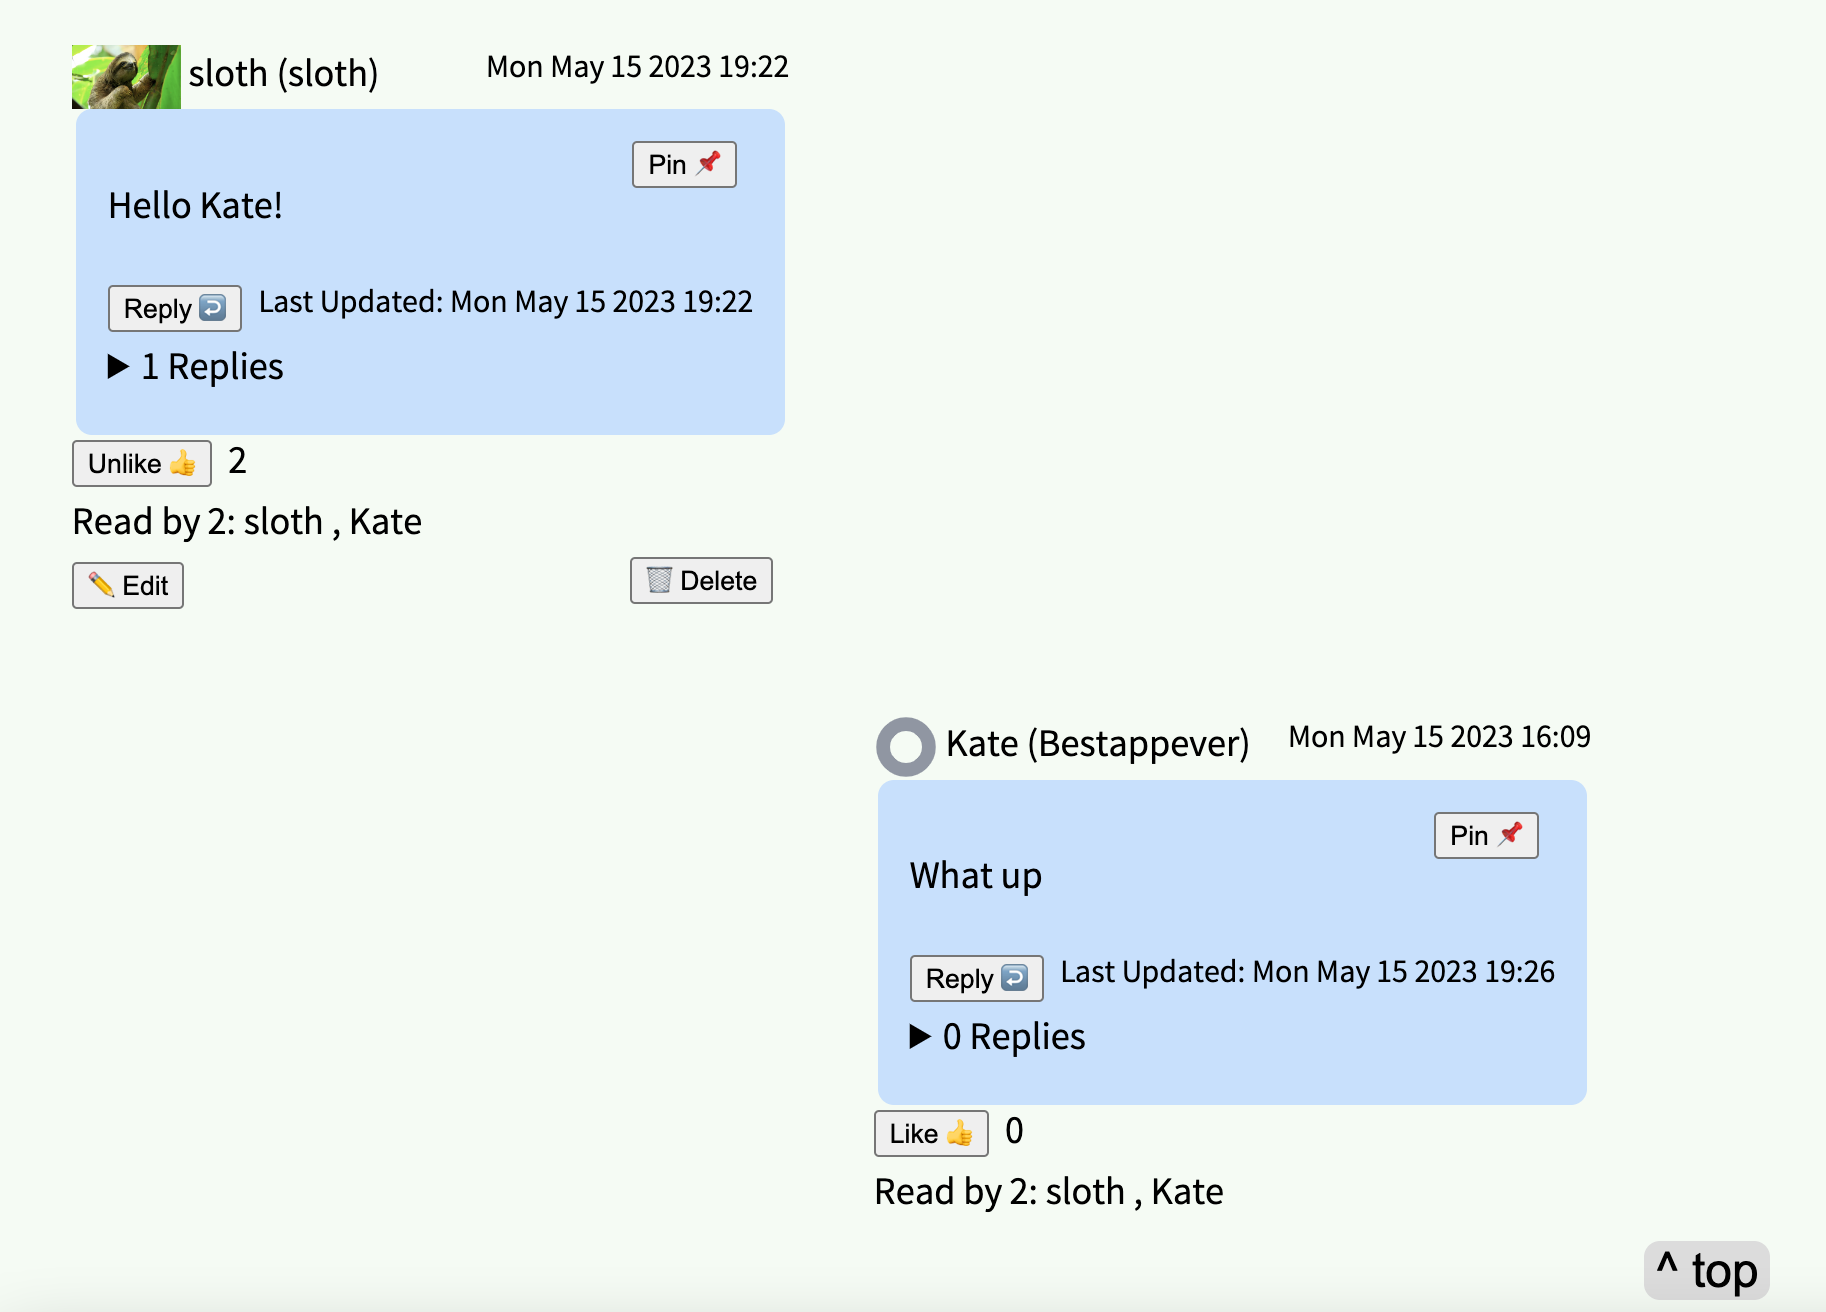 sloth (sloth) Mon May 15 2023 19:22
Pin 📌
Hello Kate!
Reply ↩️ Last Updated: Mon May 15 2023 19:22
▶ 1 Replies
Unlike 👍 2
Read by 2: sloth , Kate
✏️ Edit 🗑️ Delete
Kate (Bestappever) Mon May 15 2023 16:09
Pin 📌
What up
Reply ↩️ Last Updated: Mon May 15 2023 19:26
▶ 0 Replies
Like 👍 0
Read by 2: sloth , Kate
^ top